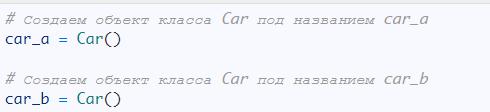 # Создаем объект класса Car под названием car_a
car_a = Car()
# Создаем объект класса Car под названием car_b
car_b = Car()